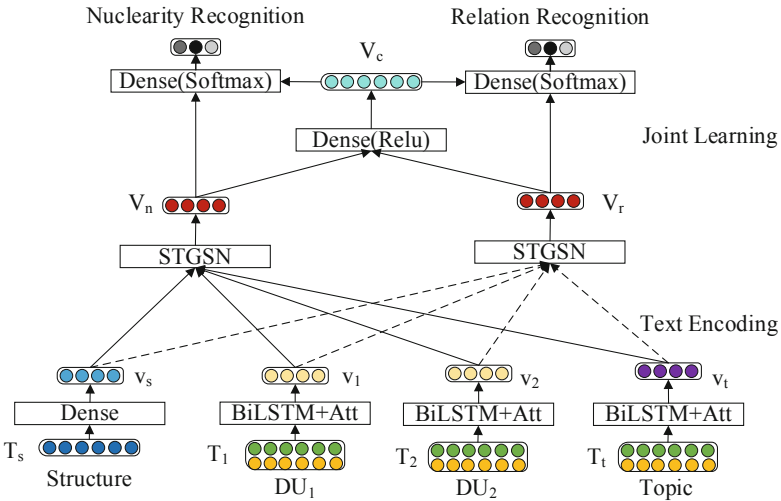 Nuclearity Recognition Relation Recognition
V_c
Dense(Softmax) Dense(Softmax)
Dense(Relu) Joint Learning
V_n V_r
STGSN STGSN
Text Encoding
v_s v_1 v_2 v_t
Dense BiLSTM+Att BiLSTM+Att BiLSTM+Att
T_s T_1 T_2 T_t
Structure DU_1 DU_2 Topic